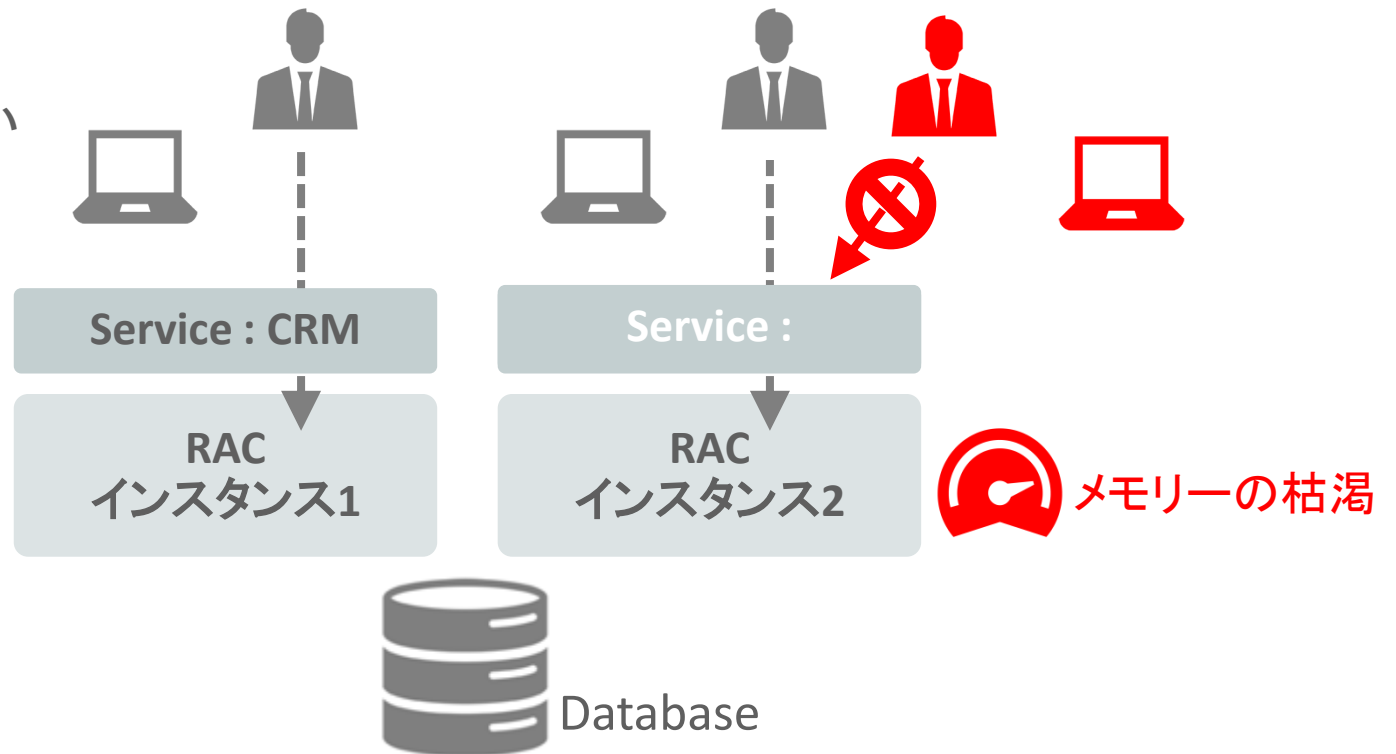 Service : CRM
Service :
RAC
インスタンス1
RAC
インスタンス2
メモリーの枯渇
Database